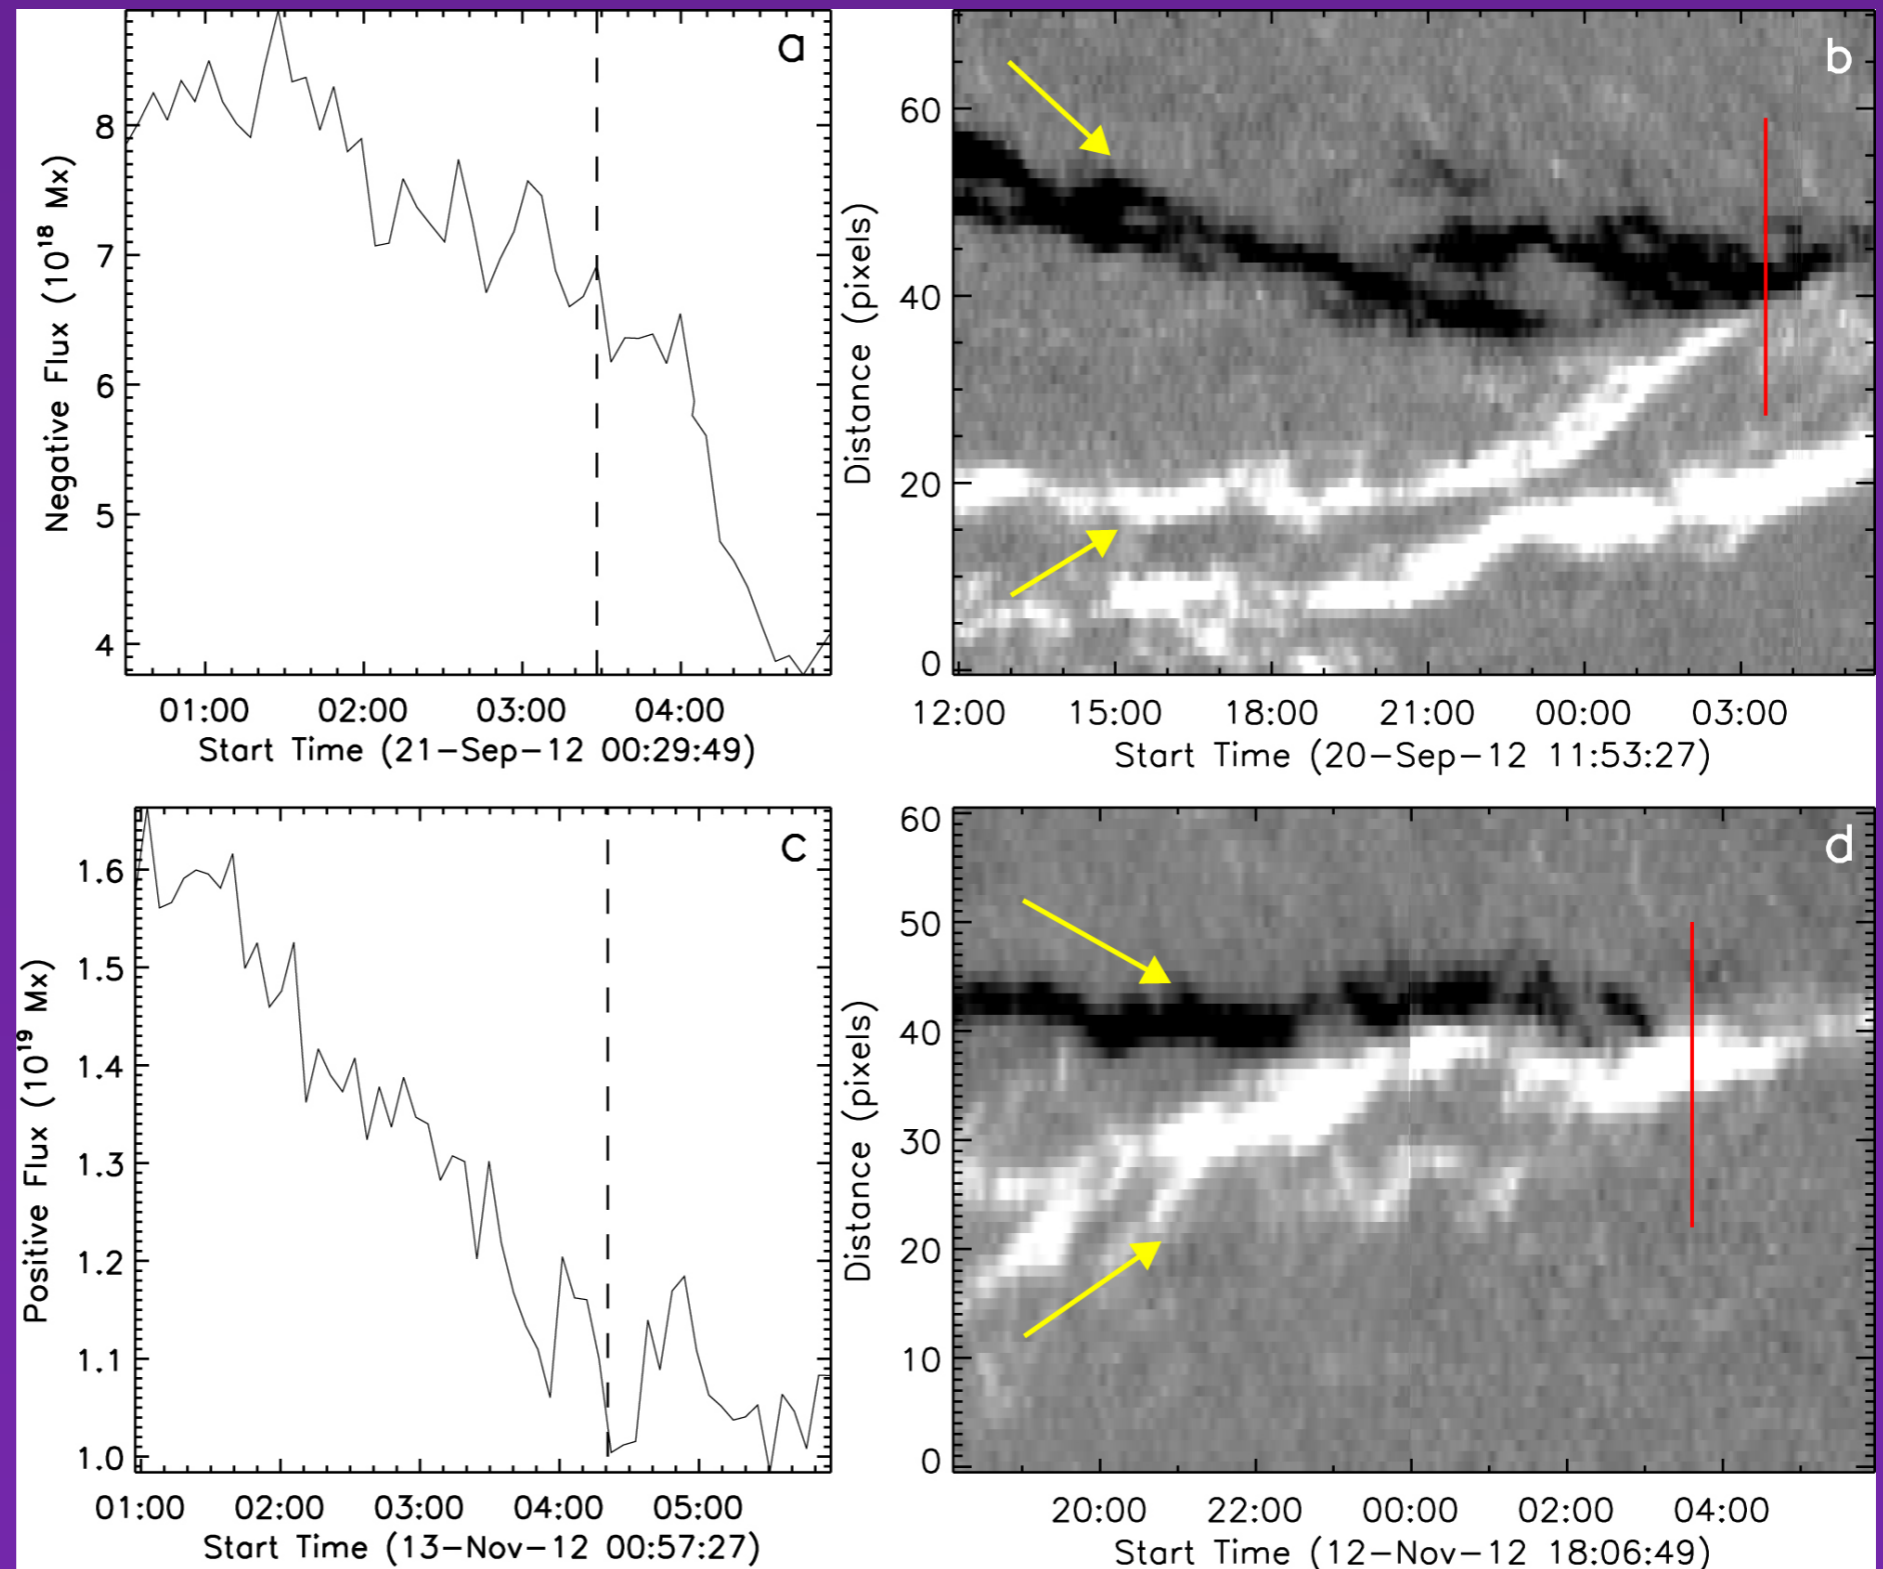 a
8
7
6
5
4
Negative Flux (10¹⁸ Mx)
01:00 02:00 03:00 04:00
Start Time (21-Sep-12 00:29:49)
b
60
40
20
0
Distance (pixels)
12:00 15:00 18:00 21:00 00:00 03:00
Start Time (20-Sep-12 11:53:27)
c
1.6
1.5
1.4
1.3
1.2
1.1
1.0
Positive Flux (10¹⁹ Mx)
01:00 02:00 03:00 04:00 05:00
Start Time (13-Nov-12 00:57:27)
d
60
50
40
30
20
10
0
Distance (pixels)
20:00 22:00 00:00 02:00 04:00
Start Time (12-Nov-12 18:06:49)